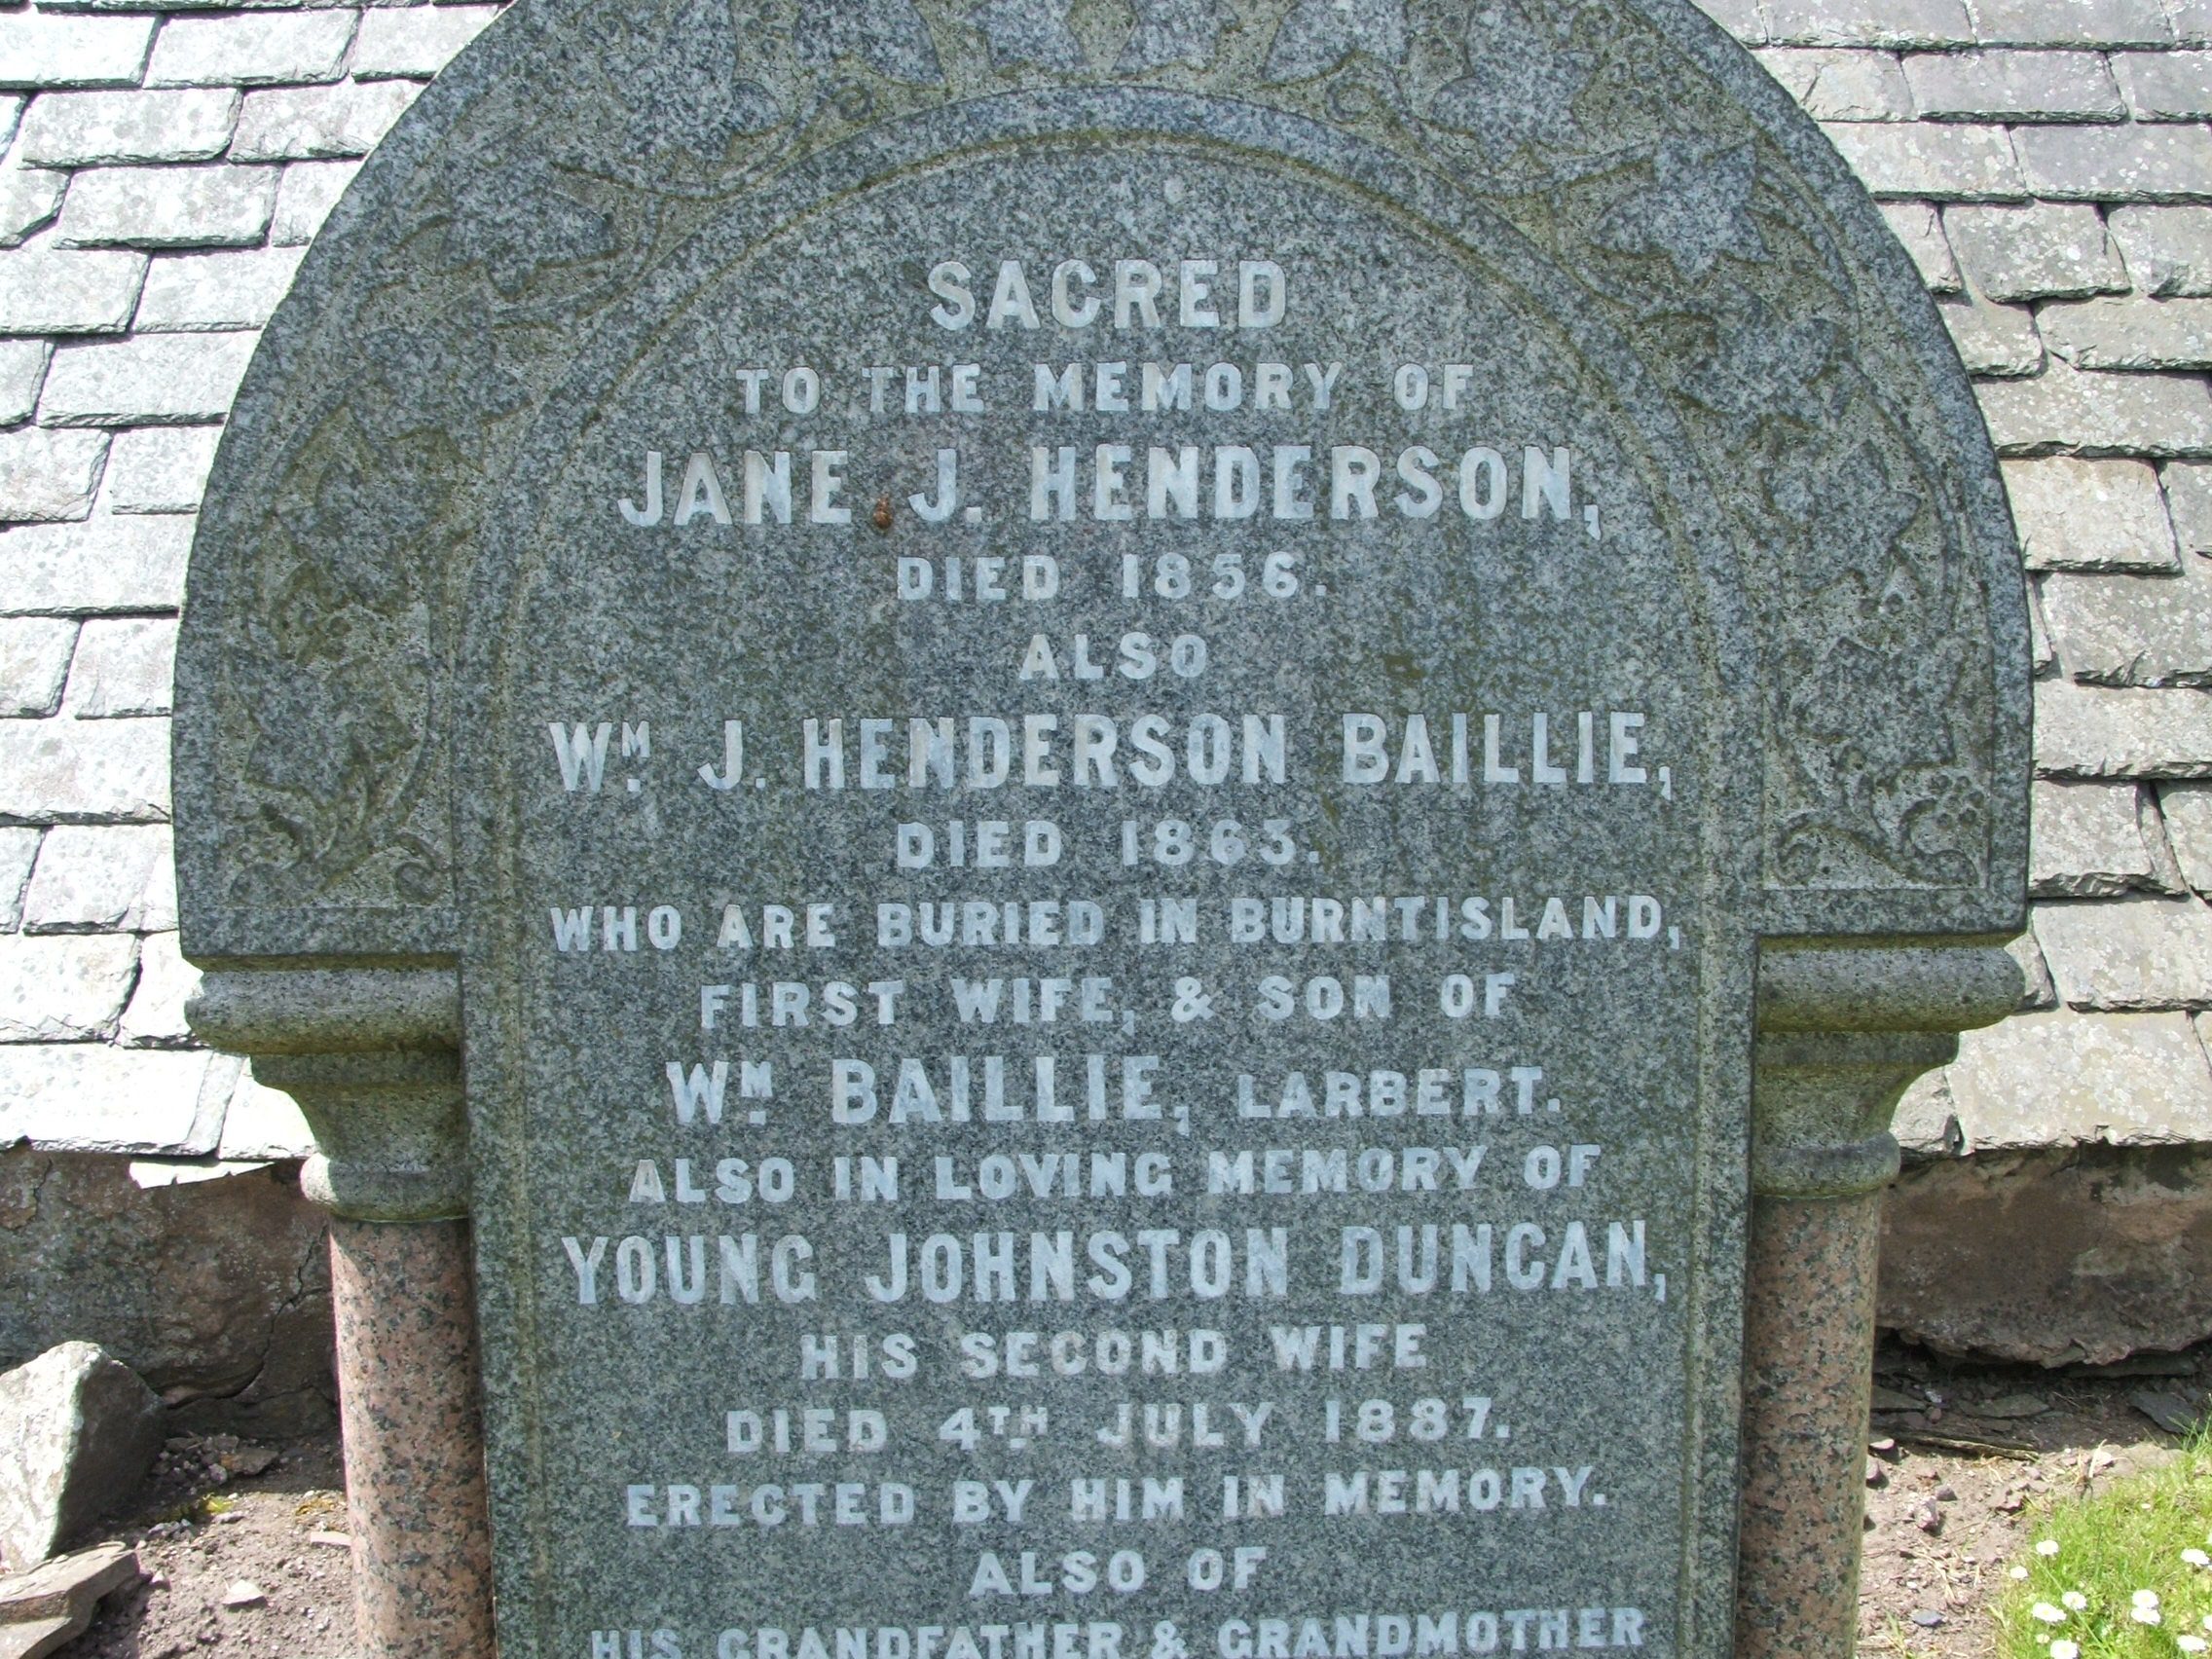 SACRED
TO THE MEMORY OF
JANE J. HENDERSON,
DIED 1856.
ALSO
WM. J. HENDERSON BAILLIE,
DIED 1863.
WHO ARE BURIED IN BURNTISLAND,
FIRST WIFE, & SON OF
WM. BAILLIE, LARBERT.
ALSO IN LOVING MEMORY OF
YOUNG JOHNSTON DUNCAN,
HIS SECOND WIFE
DIED 4TH. JULY 1887.
ERECTED BY HIM IN MEMORY.
ALSO OF
HIS GRANDFATHER & GRANDMOTHER